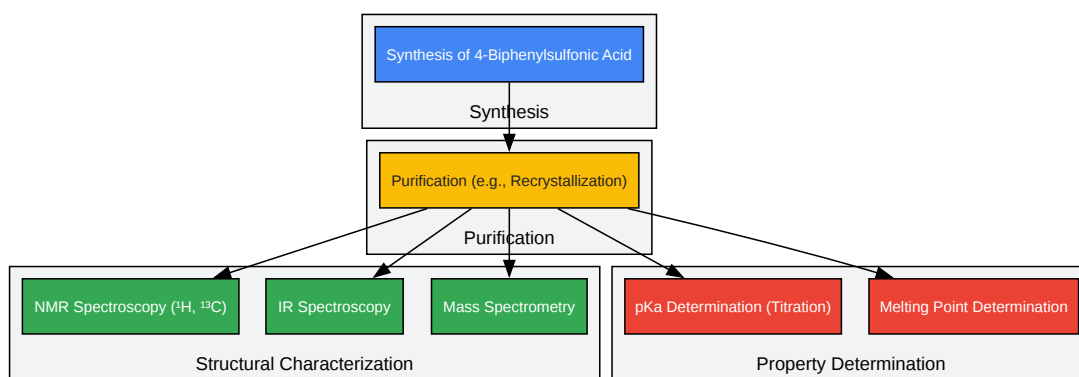 Synthesis of 4-Biphenylsulfonic Acid
Synthesis
Purification (e.g., Recrystallization)
Purification
NMR Spectroscopy (¹H, ¹³C)
IR Spectroscopy
Mass Spectrometry
pKa Determination (Titration)
Melting Point Determination
Structural Characterization
Property Determination